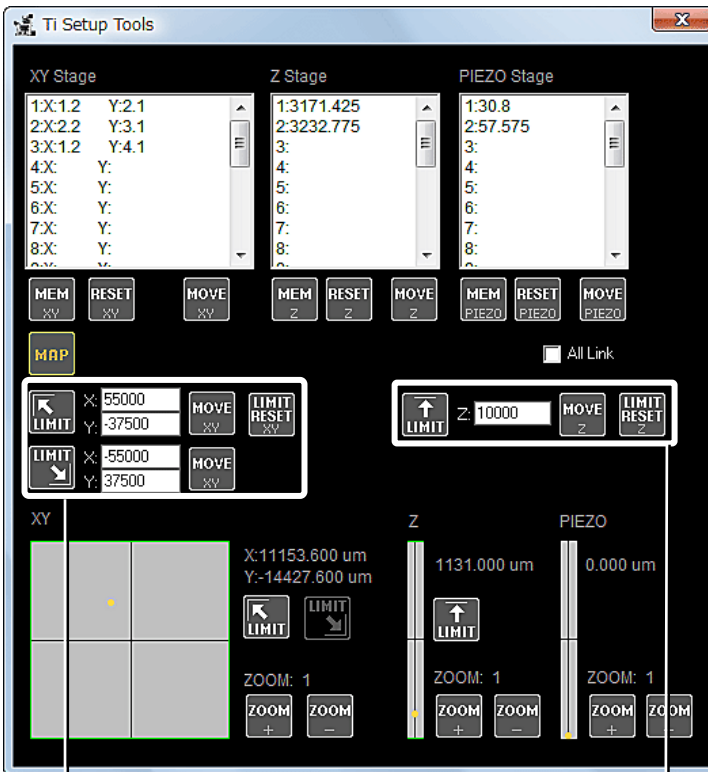 Ti Setup Tools
XY Stage
Z Stage
PIEZO Stage
1:X:1.2 Y:2.1
2:X:2.2 Y:3.1
3:X:1.2 Y:4.1
4:X: Y:
5:X: Y:
6:X: Y:
7:X: Y:
8:X: Y:
1:3171.425
2:3232.775
3:
4:
5:
6:
7:
8:
1:30.8
2:57.575
3:
4:
5:
6:
7:
8:
MEM XY
RESET XY
MOVE XY
MEM Z
RESET Z
MOVE Z
MEM PIEZO
RESET PIEZO
MOVE PIEZO
MAP
All Link
LIMIT
X: 55000
Y: -37500
MOVE XY
LIMIT RESET XY
LIMIT
X: -55000
Y: 37500
MOVE XY
LIMIT
Z: 10000
MOVE Z
LIMIT RESET Z
XY
Z
PIEZO
X:11153.600 um
Y:-14427.600 um
LIMIT
LIMIT
ZOOM: 1
ZOOM +
ZOOM -
1131.000 um
LIMIT
ZOOM: 1
ZOOM +
ZOOM -
0.000 um
ZOOM: 1
ZOOM +
ZOOM -